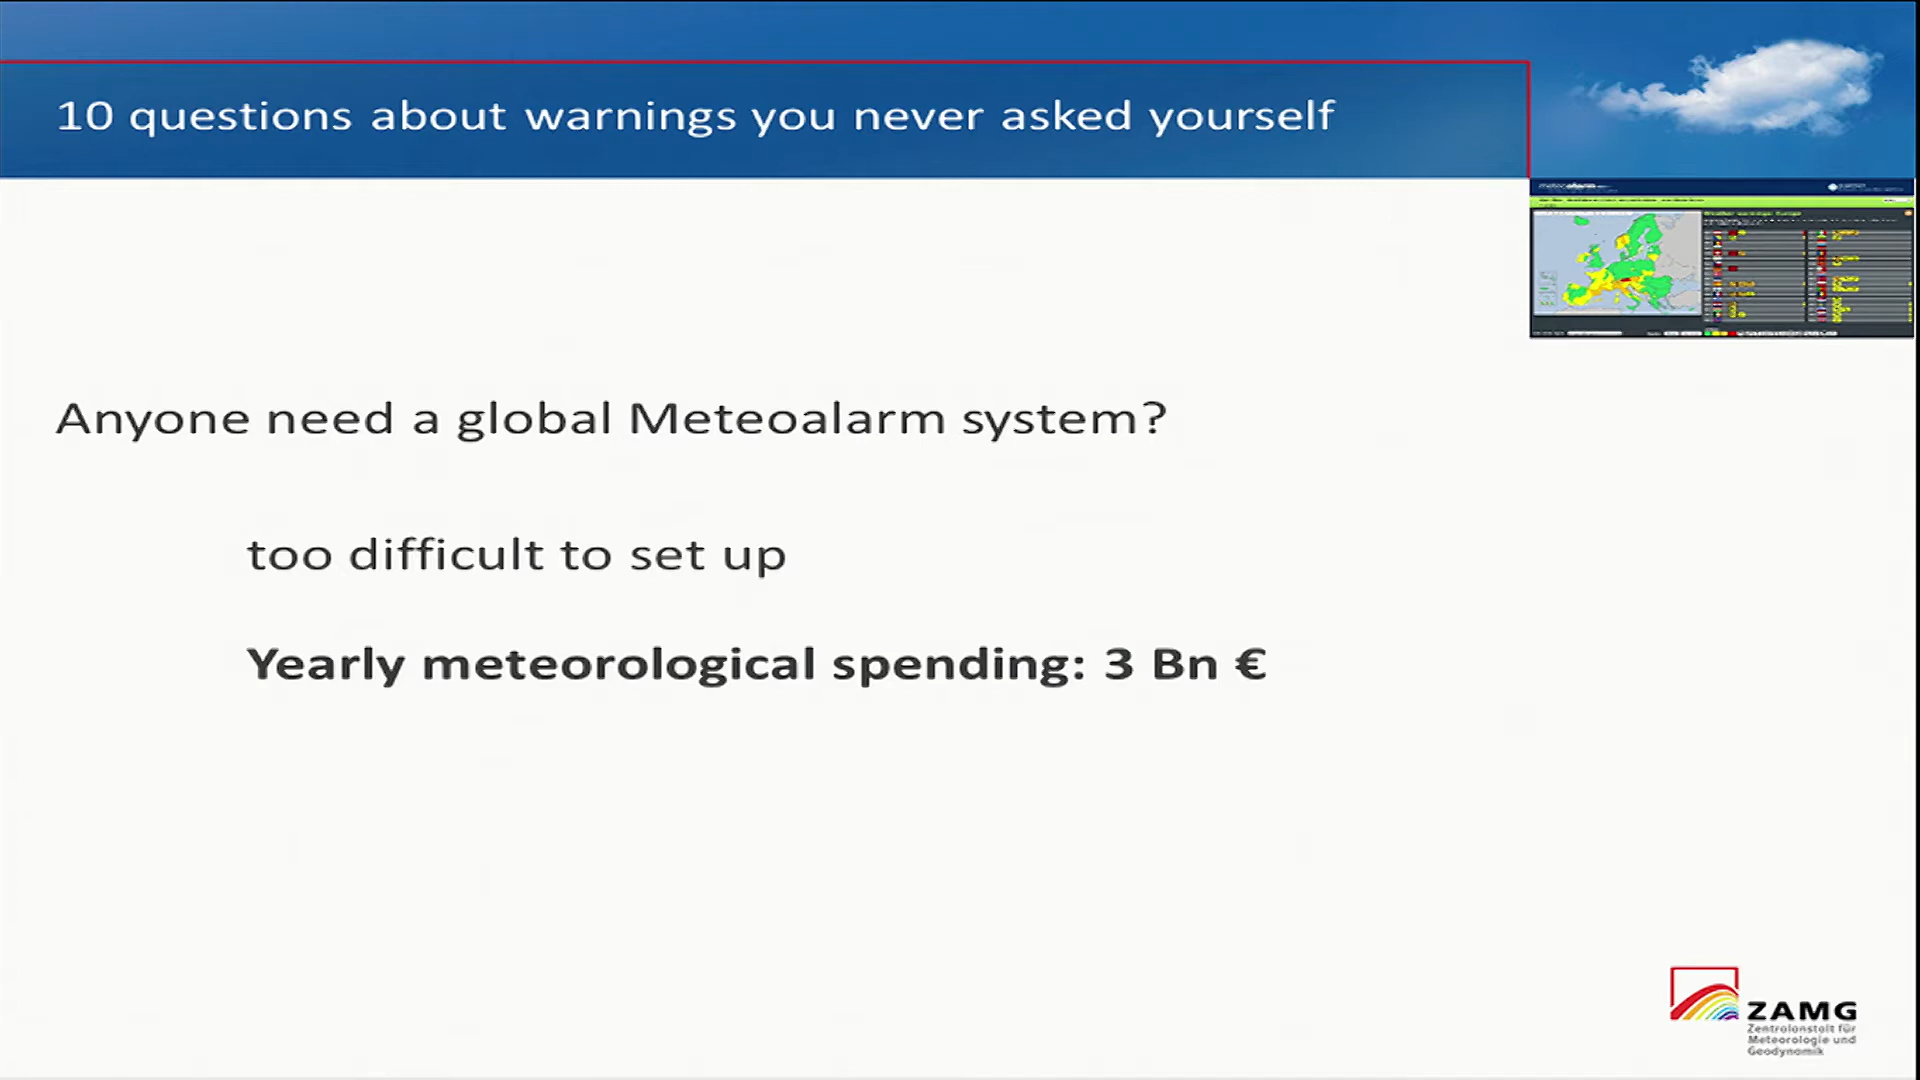 10 questions about warnings you never asked yourself
Anyone need a global Meteoalarm system?
too difficult to set up
Yearly meteorological spending: 3 Bn €
ZAMG
Zentralanstalt für
Meteorologie und
Geodynamik